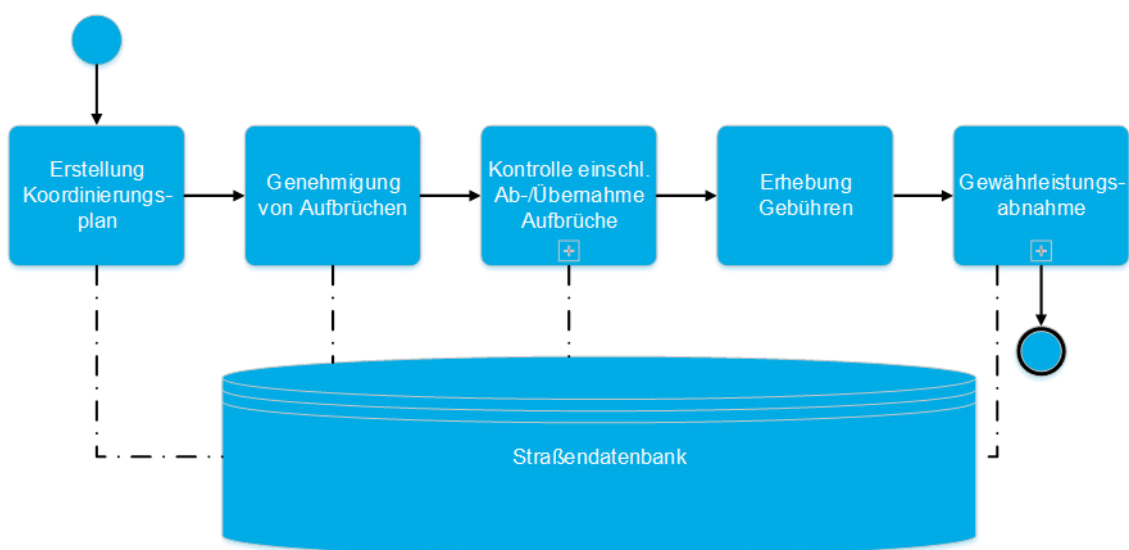 Erstellung
Koordinierungs-
plan
Genehmigung
von Aufbrüchen
Kontrolle einschl.
Ab-/Übernahme
Aufbrüche
Erhebung
Gebühren
Gewährleistungs-
abnahme
Straßendatenbank